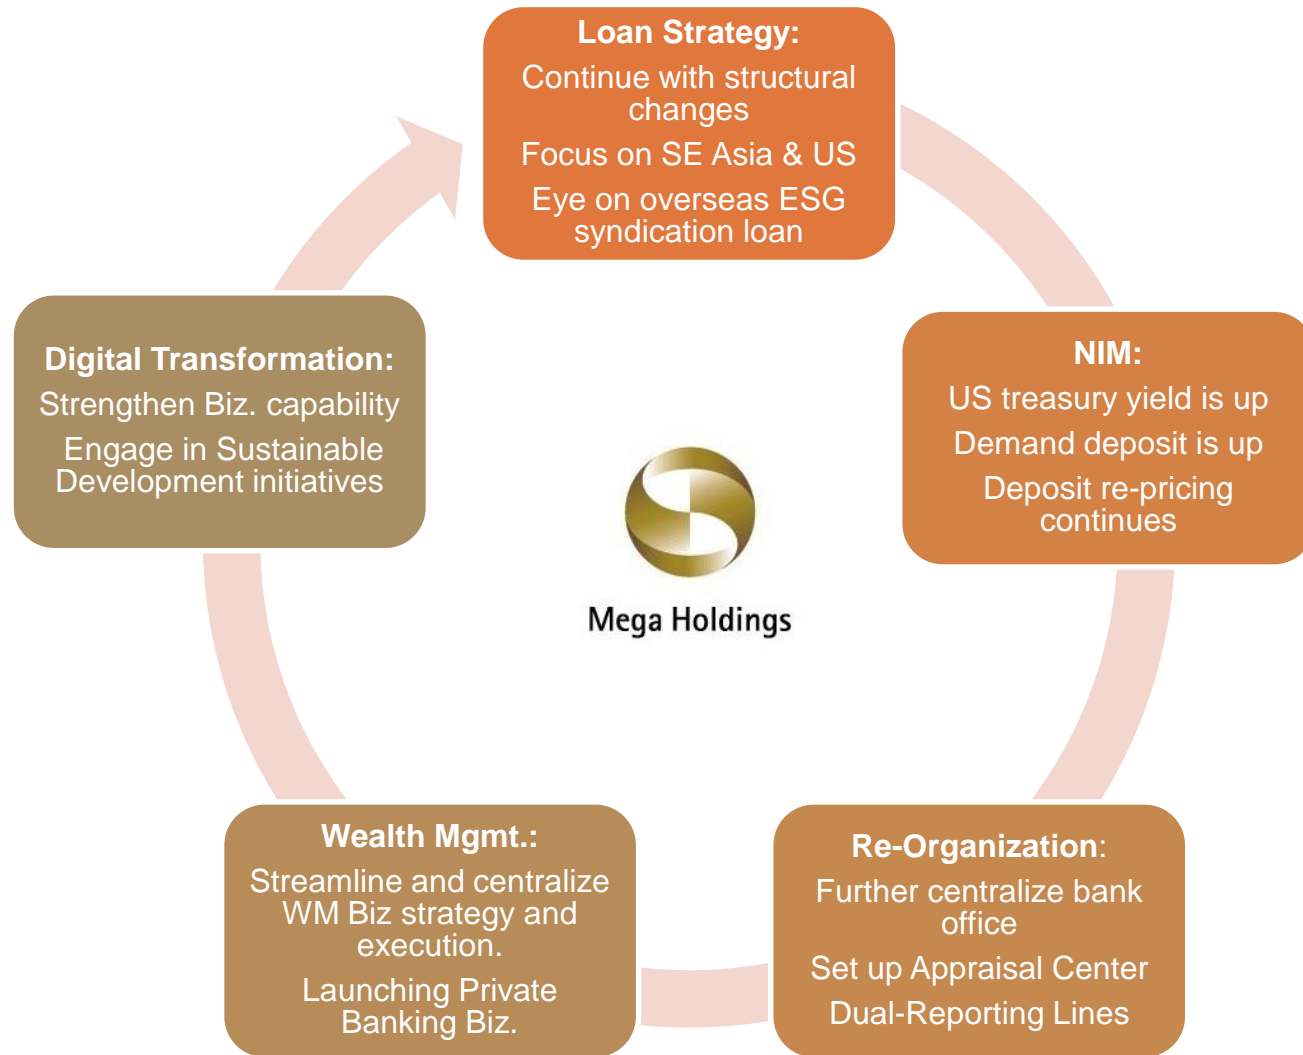 Loan Strategy:
Continue with structural
changes
Focus on SE Asia & US
Eye on overseas ESG
syndication loan
NIM:
US treasury yield is up
Demand deposit is up
Deposit re-pricing
continues
Re-Organization:
Further centralize bank
office
Set up Appraisal Center
Dual-Reporting Lines
Wealth Mgmt.:
Streamline and centralize
WM Biz strategy and
execution.
Launching Private
Banking Biz.
Digital Transformation:
Strengthen Biz. capability
Engage in Sustainable
Development initiatives
Mega Holdings